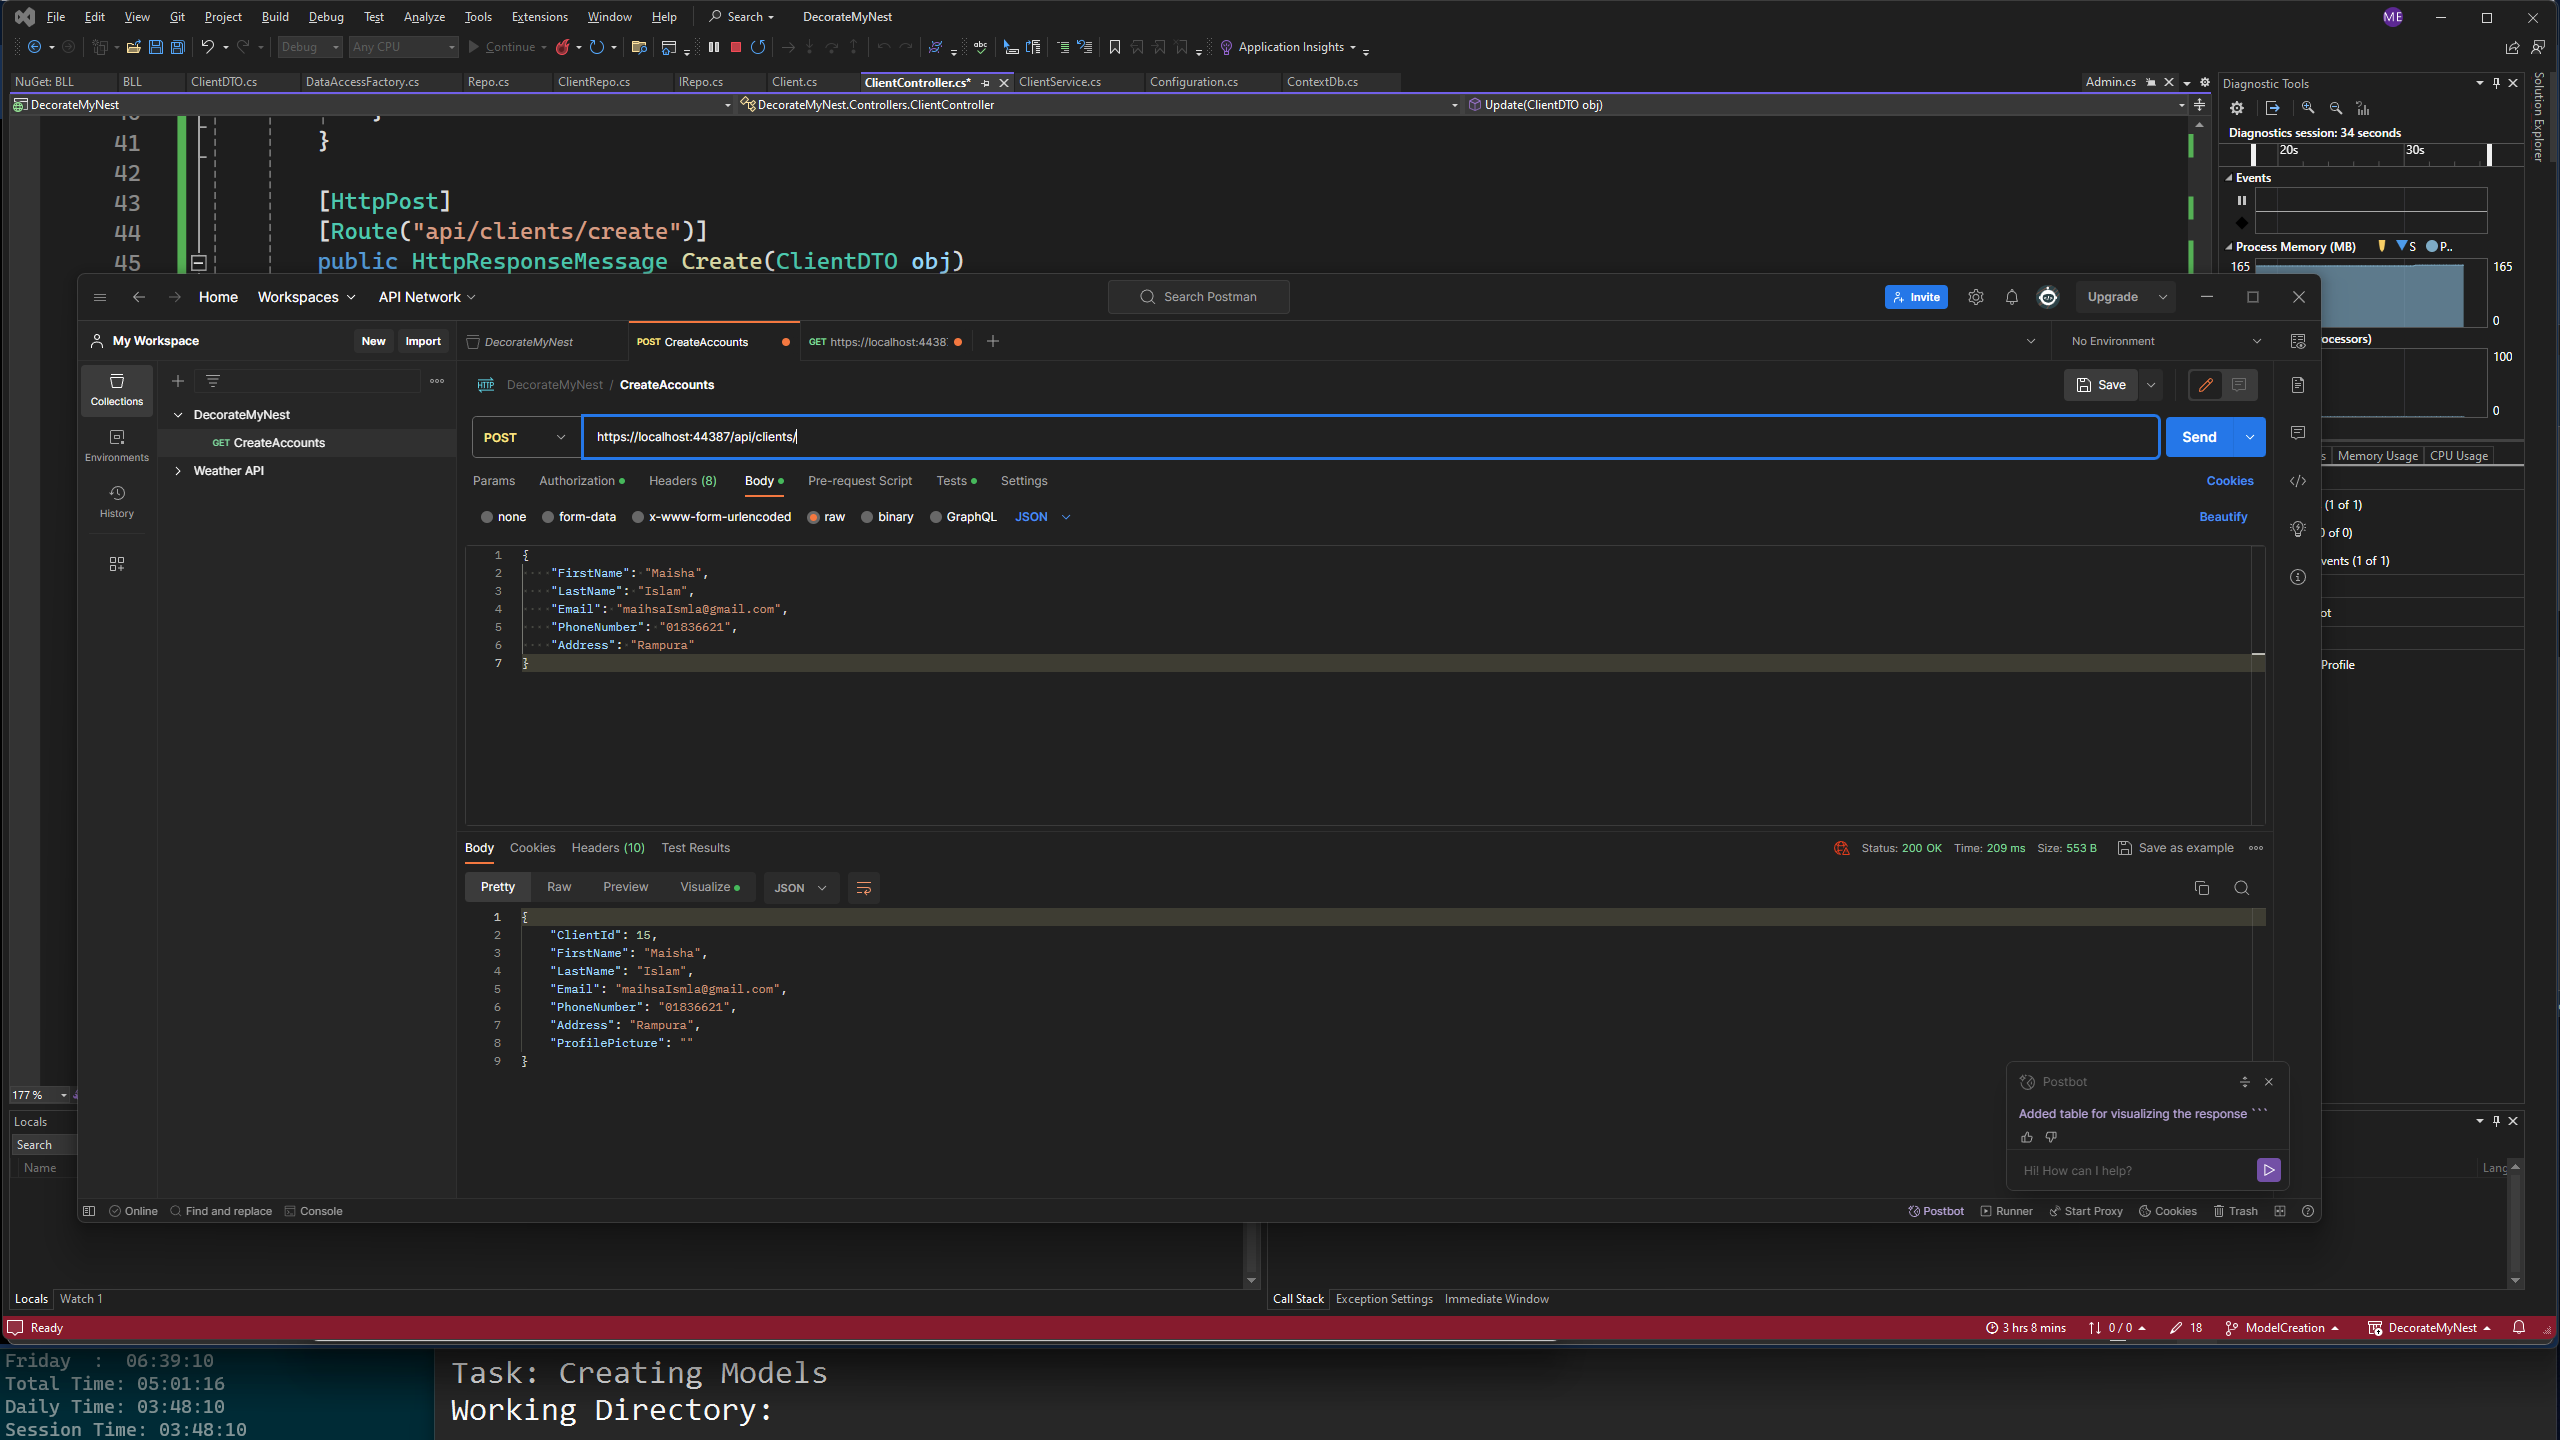 File Edit View Git Project Build Debug Test Analyze Tools Extensions Window Help Search DecorateMyNest ME
Debug Any CPU Continue Application Insights
NuGet: BLL BLL ClientDTO.cs DataAccessFactory.cs Repo.cs ClientRepo.cs IRepo.cs Client.cs ClientController.cs* ClientService.cs Configuration.cs ContextDb.cs Admin.cs
DecorateMyNest DecorateMyNest.Controllers.ClientController Update(ClientDTO obj)
41 }
42
43 [HttpPost]
44 [Route("api/clients/create")]
45 public HttpResponseMessage Create(ClientDTO obj)
Diagnostic Tools
Solution Explorer
Diagnostics session: 34 seconds
20s 30s
Events
Process Memory (MB) S P..
165 165
0
ocessors)
100
0
Memory Usage CPU Usage
(1 of 1)
of 0)
vents (1 of 1)
ot
Profile
Home Workspaces API Network Search Postman Invite Upgrade
My Workspace New Import DecorateMyNest POST CreateAccounts GET https://localhost:4438 No Environment
Collections
Environments
History
DecorateMyNest
GET CreateAccounts
Weather API
HTTP DecorateMyNest / CreateAccounts Save
POST https://localhost:44387/api/clients/ Send
Params Authorization Headers (8) Body Pre-request Script Tests Settings Cookies
none form-data x-www-form-urlencoded raw binary GraphQL JSON Beautify
1 {
2 "FirstName": "Maisha",
3 "LastName": "Islam",
4 "Email": "maihsaIsmla@gmail.com",
5 "PhoneNumber": "01836621",
6 "Address": "Rampura"
7 }
Body Cookies Headers (10) Test Results Status: 200 OK Time: 209 ms Size: 553 B Save as example
Pretty Raw Preview Visualize JSON
1 {
2 "ClientId": 15,
3 "FirstName": "Maisha",
4 "LastName": "Islam",
5 "Email": "maihsaIsmla@gmail.com",
6 "PhoneNumber": "01836621",
7 "Address": "Rampura",
8 "ProfilePicture": ""
9 }
Postbot
Added table for visualizing the response ```
Hi! How can I help?
Online Find and replace Console Postbot Runner Start Proxy Cookies Trash
177 %
Locals
Search
Name
Lang
Locals Watch 1 Call Stack Exception Settings Immediate Window
Ready 3 hrs 8 mins 0 / 0 18 ModelCreation DecorateMyNest
Friday : 06:39:10
Total Time: 05:01:16
Daily Time: 03:48:10
Session Time: 03:48:10
Task: Creating Models
Working Directory: